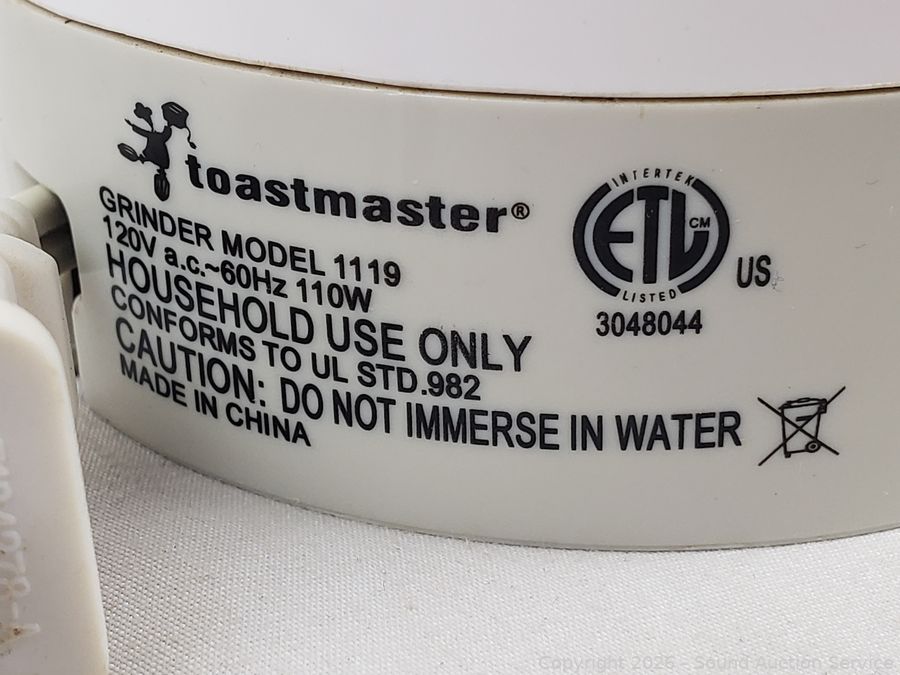 toastmaster®
GRINDER MODEL 1119
120V a.c.~60Hz 110W
HOUSEHOLD USE ONLY
CONFORMS TO UL STD.982
CAUTION: DO NOT IMMERSE IN WATER
MADE IN CHINA
INTERTEK
ETL CM
LISTED
US
3048044
Copyright 2026 - Sound Auction Service